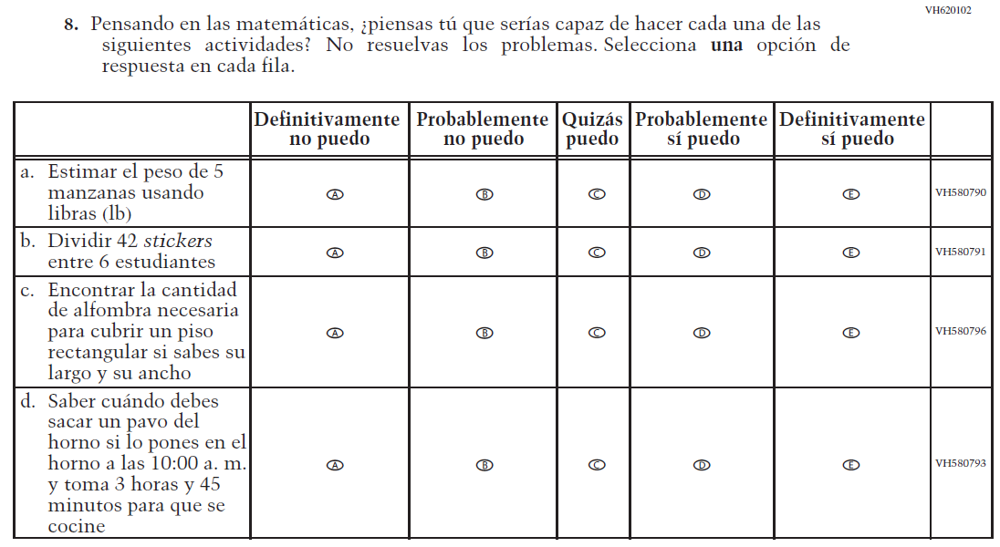 VH620102
8. Pensando en las matemáticas, ¿piensas tú que serías capaz de hacer cada una de las
siguientes actividades? No resuelvas los problemas. Selecciona una opción de
respuesta en cada fila.
Definitivamente no puedo
Probablemente no puedo
Quizás puedo
Probablemente sí puedo
Definitivamente sí puedo
a. Estimar el peso de 5
manzanas usando
libras (lb)
A B C D E VH580790
b. Dividir 42 stickers
entre 6 estudiantes
A B C D E VH580791
c. Encontrar la cantidad
de alfombra necesaria
para cubrir un piso
rectangular si sabes su
largo y su ancho
A B C D E VH580796
d. Saber cuándo debes
sacar un pavo del
horno si lo pones en el
horno a las 10:00 a. m.
y toma 3 horas y 45
minutos para que se
cocine
A B C D E VH580793